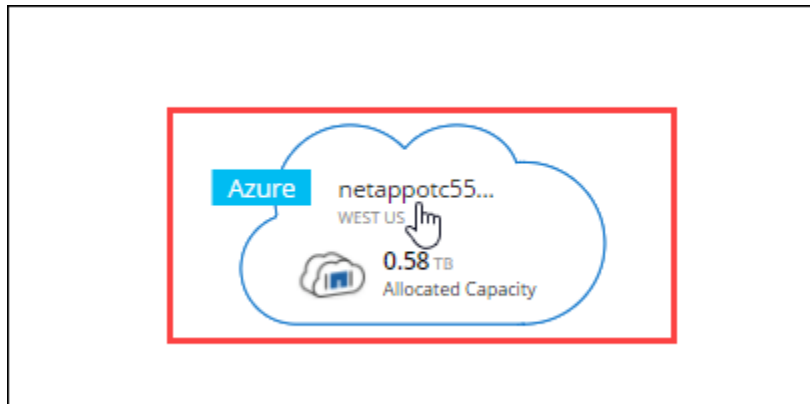 Azure
netappotc55...
WEST US
0.58 TB
Allocated Capacity